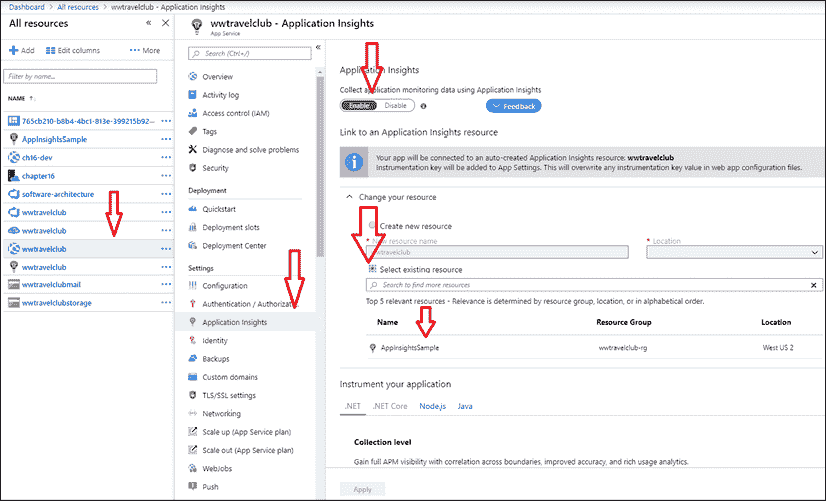 Dashboard > All resources > wwtravelclub - Application Insights
All resources
Add
Edit columns
More
Filter by name...
NAME
765cb210-b8b4-4bc1-813e-399215b92--
AppInsightsSample
ch16-dev
chapter16
software-architecture
wwtravelclub
wwtravelclub
wwtravelclub
wwtravelclub
wwtravelclubmail
wwtravelclubstorage
wwtravelclub - Application Insights
App Service
Search (Ctrl+/)
Overview
Activity log
Access control (IAM)
Tags
Diagnose and solve problems
Security
Deployment
Quickstart
Deployment slots
Deployment Center
Settings
Configuration
Authentication / Authorizat...
Application Insights
Identity
Backups
Custom domains
TLS/SSL settings
Networking
Scale up (App Service plan)
Scale out (App Service plan)
WebJobs
Push
Application Insights
Collect application monitoring data using Application Insights
Enable Disable
Feedback
Link to an Application Insights resource
Your app will be connected to an auto-created Application Insights resource: wwtravelclub
Instrumentation key will be added to App Settings. This will overwrite any instrumentation key value in web app configuration files.
Change your resource
Create new resource
* New resource name * Location
wwtravelclub
Select existing resource
Search to find more resources
Top 5 relevant resources - Relevance is determined by resource group, location, or in alphabetical order.
Name Resource Group Location
AppInsightsSample wwtravelclub-rg West US 2
Instrument your application
.NET .NET Core Node.js Java
Collection level
Gain full APM visibility with correlation across boundaries, improved accuracy, and rich usage analytics.
Apply